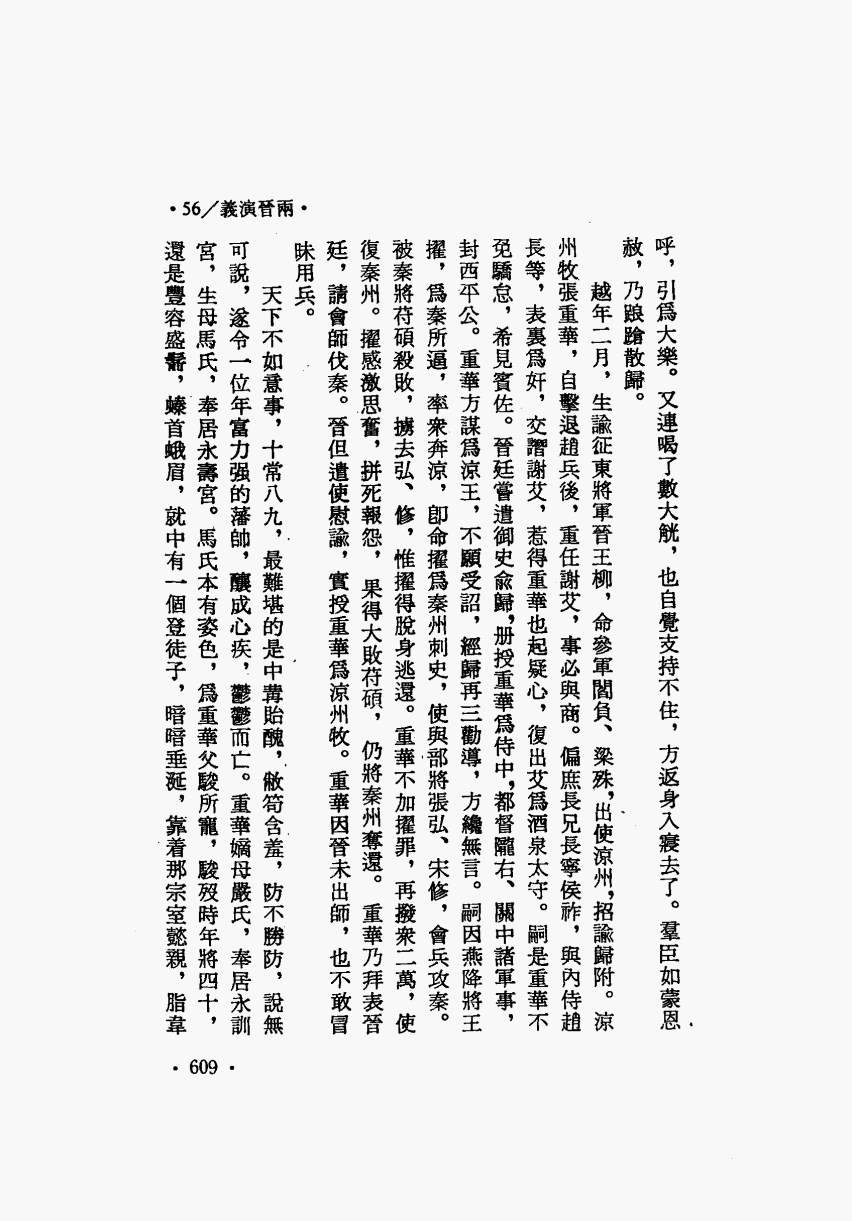 ·56／義演晉兩·
呼，引爲大樂。又連喝了數大觥，也自覺支持不住，方返身入寢去了。羣臣如蒙恩
赦，乃踉蹌散歸。
越年二月，生諭征東將軍晉王柳，命參軍閻負、梁殊，出使涼州，招諭歸附。涼
州牧張重華，自擊退趙兵後，重任謝艾，事必與商。偏庶長兄長寧侯祚，與內侍趙
長等，表裏爲奸，交譖謝艾，惹得重華也起疑心，復出艾爲酒泉太守。嗣是重華不
免驕怠，希見賓佐。晉廷嘗遣御史兪歸，册授重華爲侍中，都督隴右、關中諸軍事，
封西平公。重華方謀爲涼王，不願受詔，經歸再三勸導，方纔無言。嗣因燕降將王
擢，爲秦所逼，率衆奔涼，卽命擢爲秦州刺史，使與部將張弘、宋修，會兵攻秦。
被秦將苻碩殺敗，擄去弘、修，惟擢得脫身逃還。重華不加擢罪，再撥衆二萬，使
復秦州。擢感激思奮，拼死報怨，果得大敗苻碩，仍將秦州奪還。重華乃拜表晉
廷，請會師伐秦。晉但遣使慰諭，實授重華爲涼州牧。重華因晉未出師，也不敢冒
昧用兵。
天下不如意事，十常八九，最難堪的是中冓貽醜，敝笱含羞，防不勝防，說無
可說，遂令一位年富力强的藩帥，釀成心疾，鬱鬱而亡。重華嫡母嚴氏，奉居永訓
宮，生母馬氏，奉居永壽宮。馬氏本有姿色，爲重華父駿所寵，駿歿時年將四十，
還是豐容盛鬋，螓首蛾眉，就中有一個登徒子，暗暗垂涎，靠着那宗室懿親，脂韋
·609·